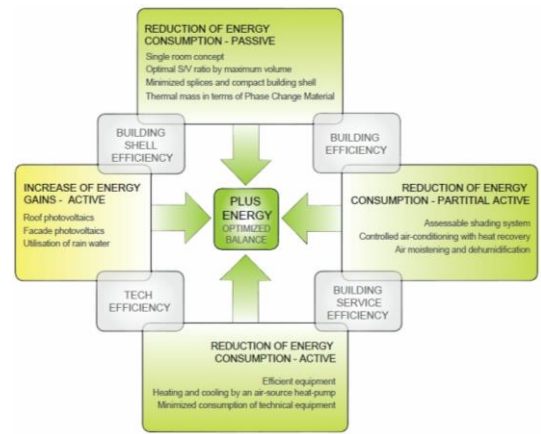 REDUCTION OF ENERGY
CONSUMPTION - PASSIVE
Single room concept
Optimal S/V ratio by maximum volume
Minimized splices and compact building shell
Thermal mass in terms of Phase Change Material
BUILDING
SHELL
EFFICIENCY
BUILDING
EFFICIENCY
INCREASE OF ENERGY
GAINS - ACTIVE
Roof photovoltaics
Facade photovoltaics
Utilisation of rain water
PLUS
ENERGY
OPTIMIZED
BALANCE
REDUCTION OF ENERGY
CONSUMPTION - PARTITIAL ACTIVE
Assessable shading system
Controlled air-conditioning with heat recovery
Air moistening and dehumidification
TECH
EFFICIENCY
BUILDING
SERVICE
EFFICIENCY
REDUCTION OF ENERGY
CONSUMPTION - ACTIVE
Efficient equipment
Heating and cooling by an air-source heat-pump
Minimized consumption of technical equipment